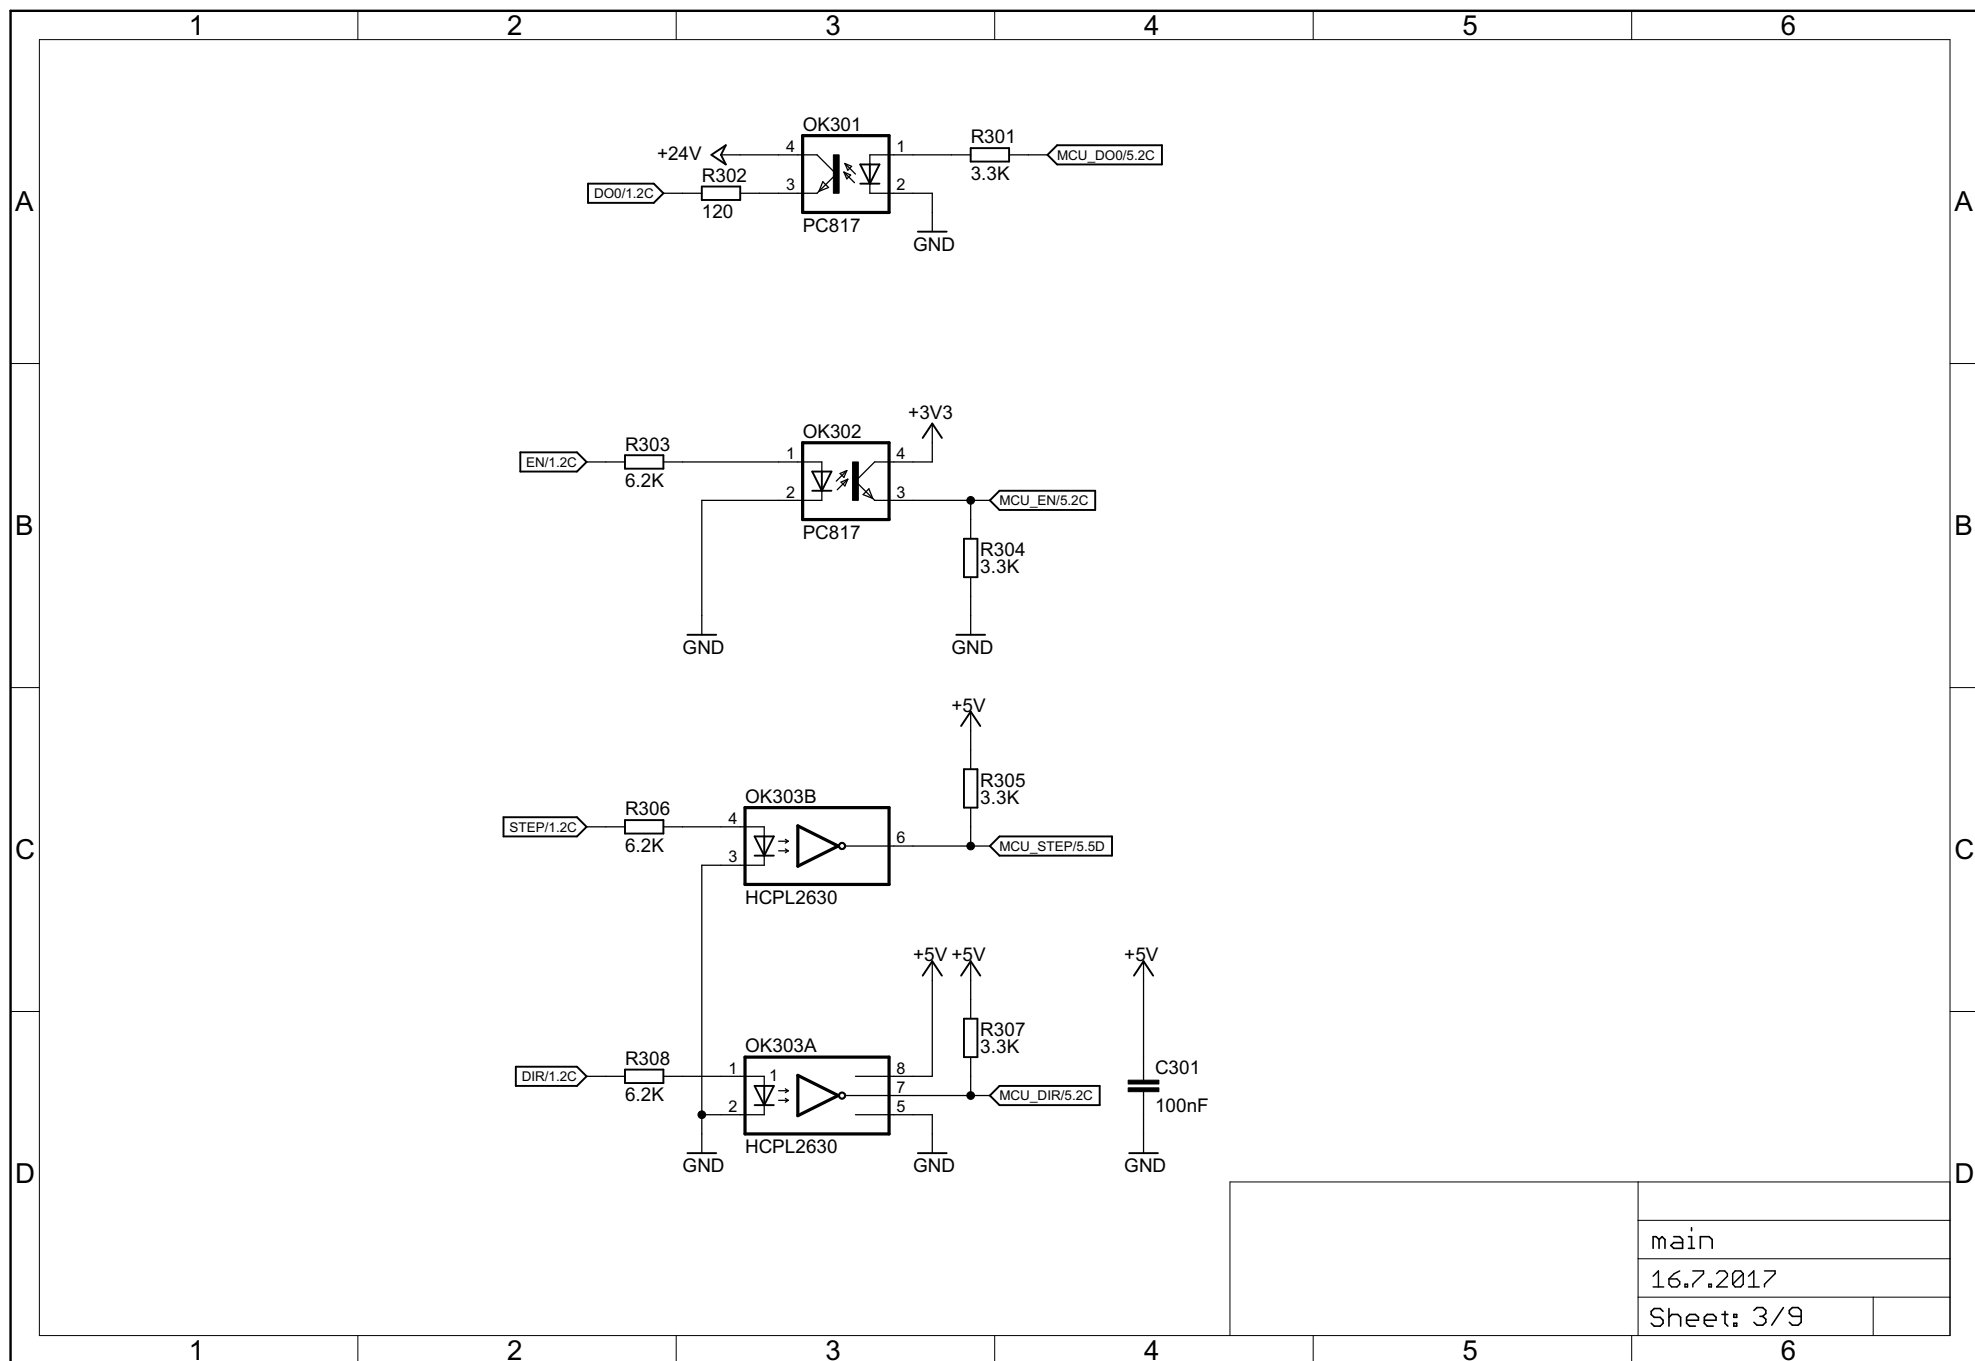 1 2 3 4 5 6
A A
OK301
+24V 4 1 R301 MCU_DO0/5.2C
3.3K
DO0/1.2C R302 3 2
120
PC817
GND
+3V3
OK302
EN/1.2C R303 1 4
6.2K
2 3 MCU_EN/5.2C
B B
PC817
R304
3.3K
GND GND
+5V
R305
3.3K
OK303B
STEP/1.2C R306 4
6.2K
6 MCU_STEP/5.5D
3
C C
HCPL2630
+5V +5V +5V
R307
3.3K
OK303A
DIR/1.2C R308 1 1 8
6.2K
7 MCU_DIR/5.2C
2 5
C301
100nF
HCPL2630
GND GND GND
D D
main
16.7.2017
Sheet: 3/9
1 2 3 4 5 6